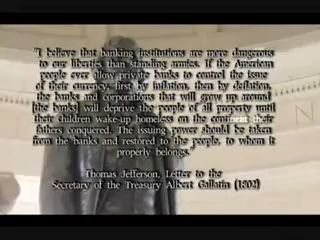 "I believe that banking institutions are more dangerous
to our liberties than standing armies. If the American
people ever allow private banks to control the issue
of their currency, first by inflation, then by deflation,
the banks and corporations that will grow up around
[the banks] will deprive the people of all property until
their children wake-up homeless on the continent their
fathers conquered. The issuing power should be taken
from the banks and restored to the people, to whom it
properly belongs."
Thomas Jefferson, Letter to the
Secretary of the Treasury Albert Gallatin (1802)